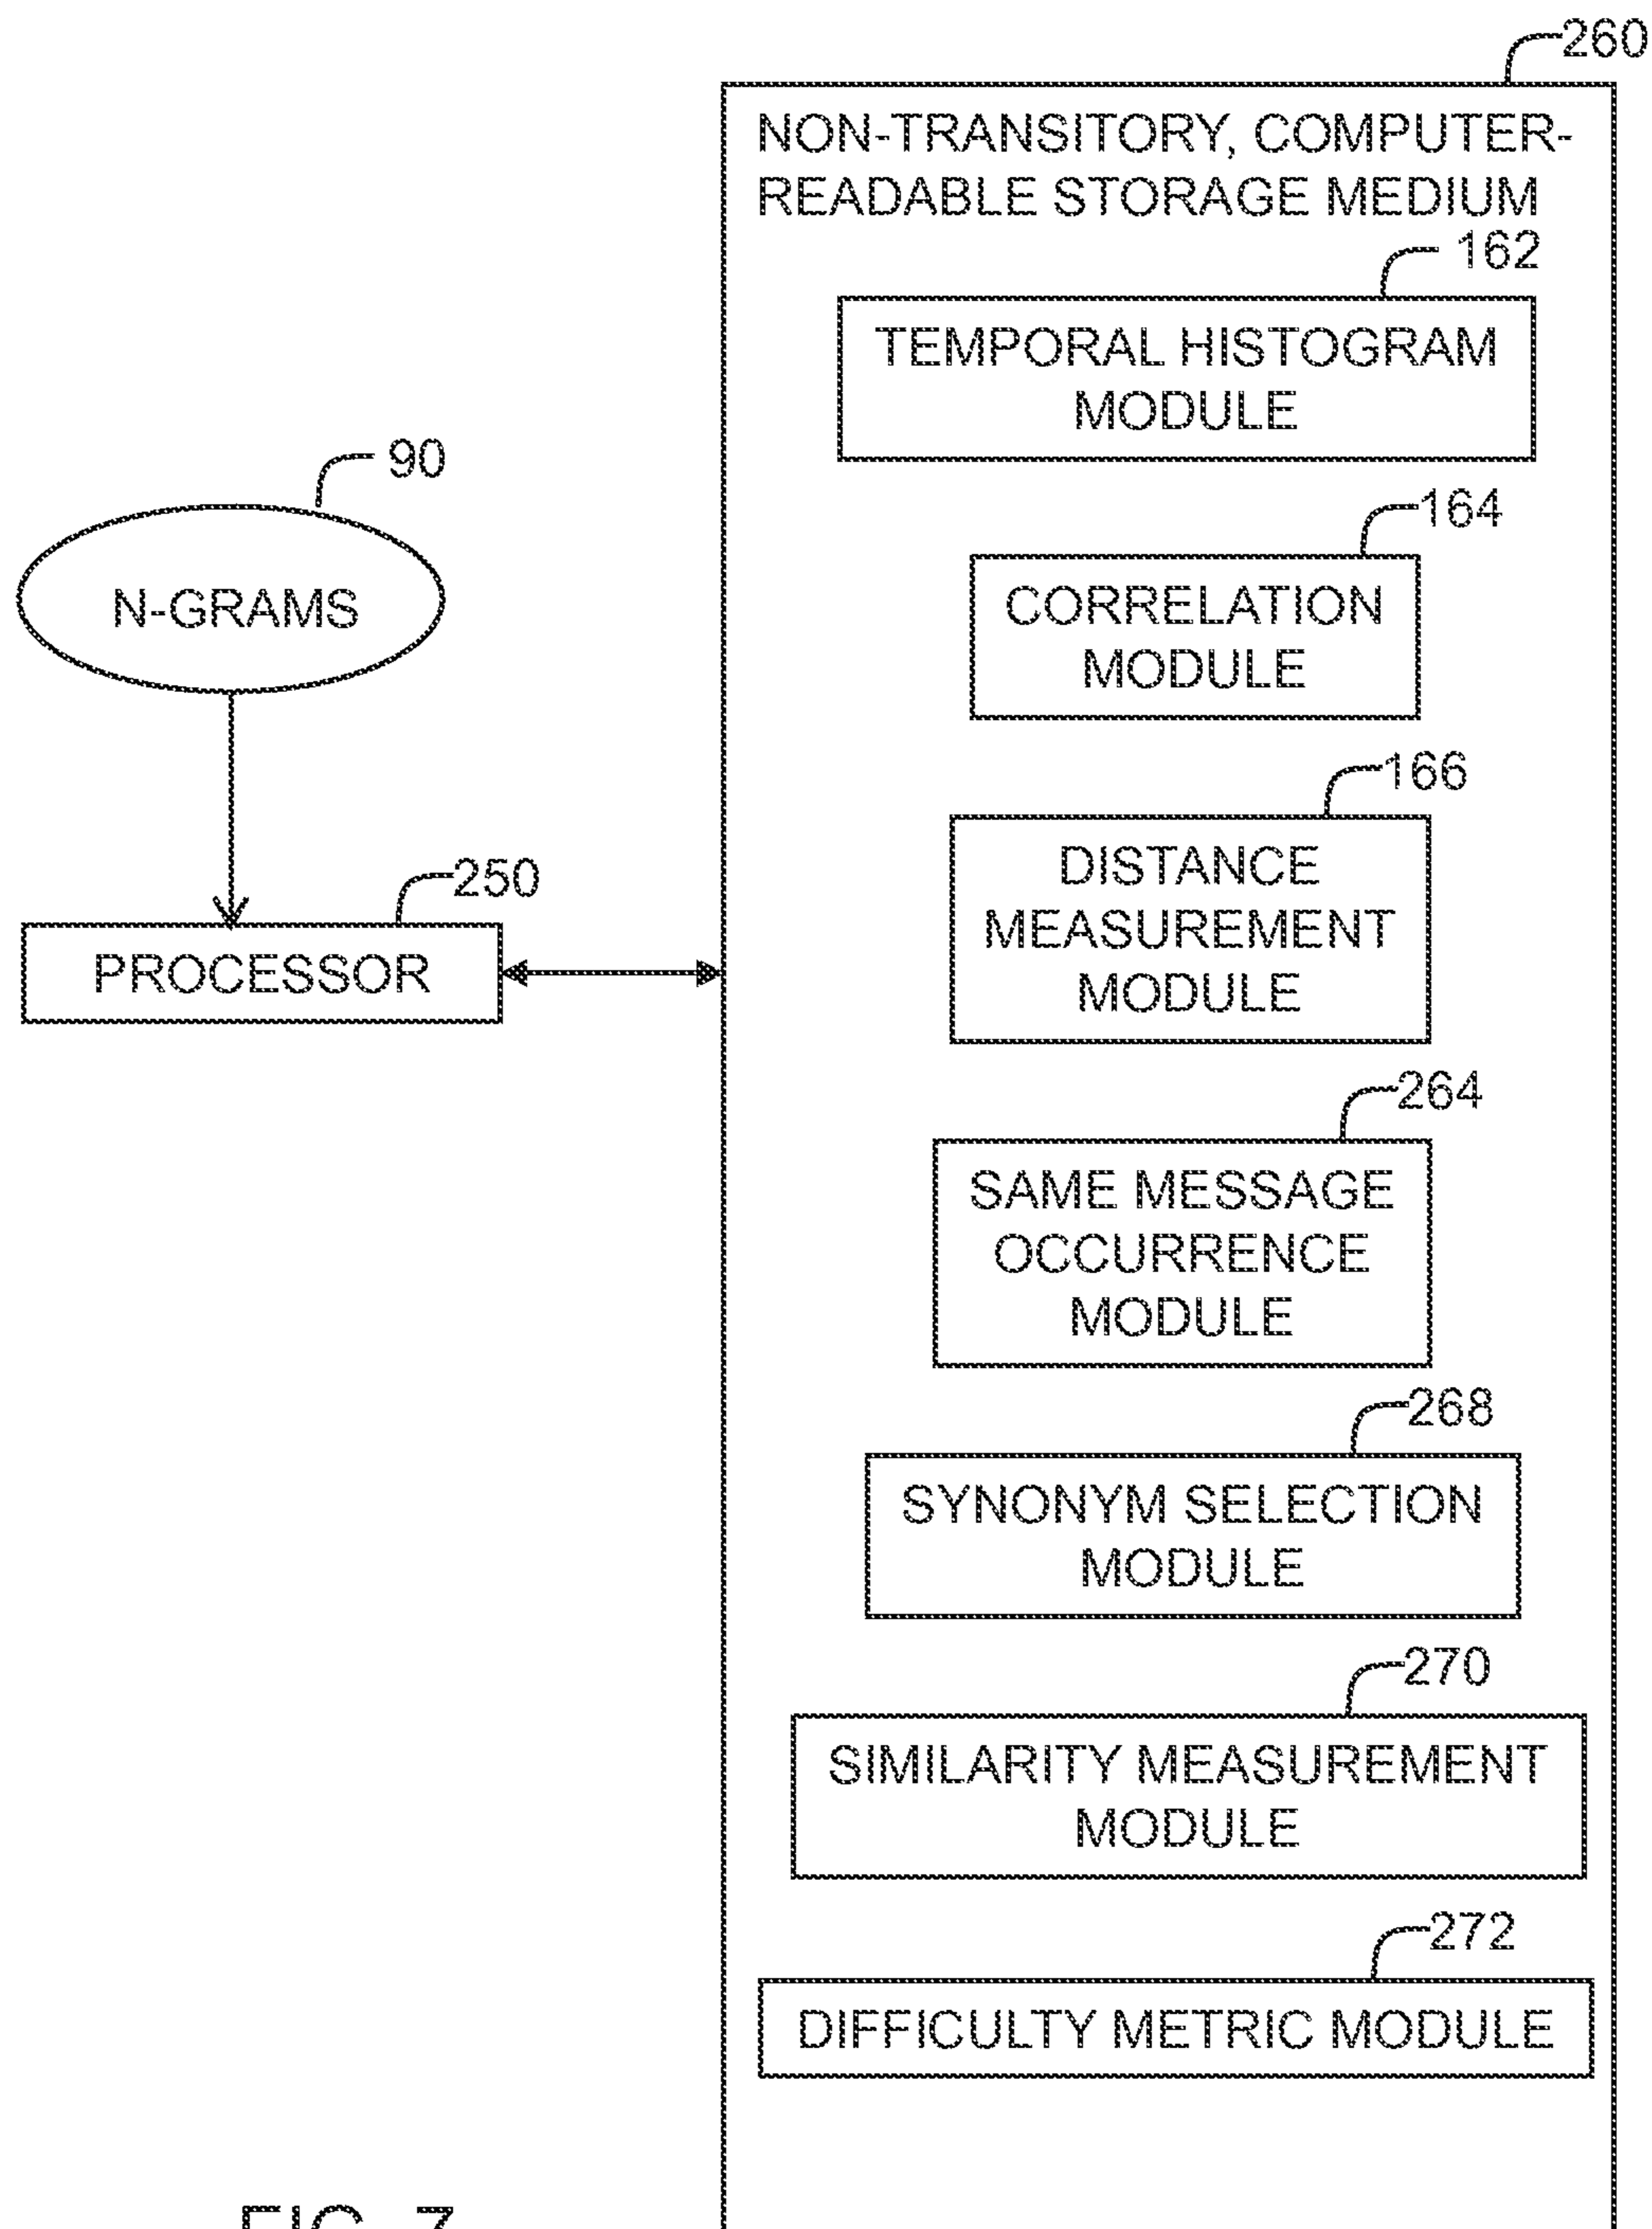 260
NON-TRANSITORY, COMPUTER-
READABLE STORAGE MEDIUM
162
TEMPORAL HISTOGRAM
MODULE
90
N-GRAMS
164
CORRELATION
MODULE
166
DISTANCE
MEASUREMENT
MODULE
250
PROCESSOR
264
SAME MESSAGE
OCCURRENCE
MODULE
268
SYNONYM SELECTION
MODULE
270
SIMILARITY MEASUREMENT
MODULE
272
DIFFICULTY METRIC MODULE
FIG. 7